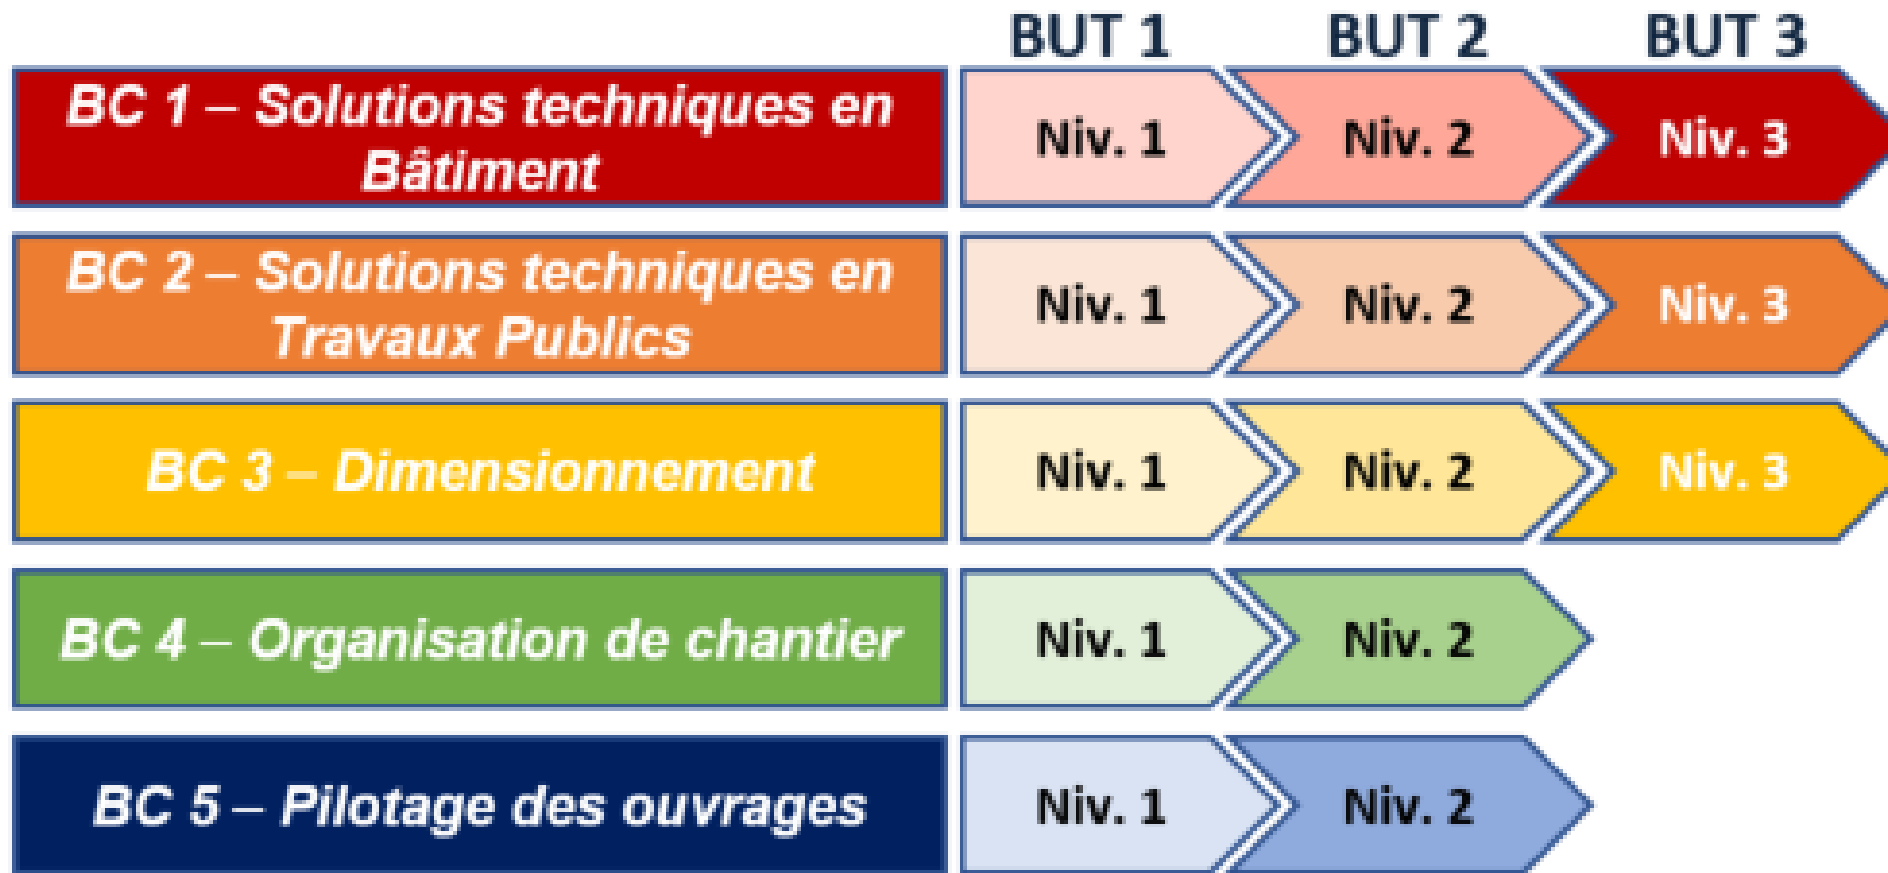 BUT 1 BUT 2 BUT 3
BC 1 – Solutions techniques en
Bâtiment
Niv. 1 Niv. 2 Niv. 3
BC 2 – Solutions techniques en
Travaux Publics
Niv. 1 Niv. 2 Niv. 3
BC 3 – Dimensionnement
Niv. 1 Niv. 2 Niv. 3
BC 4 – Organisation de chantier
Niv. 1 Niv. 2
BC 5 – Pilotage des ouvrages
Niv. 1 Niv. 2